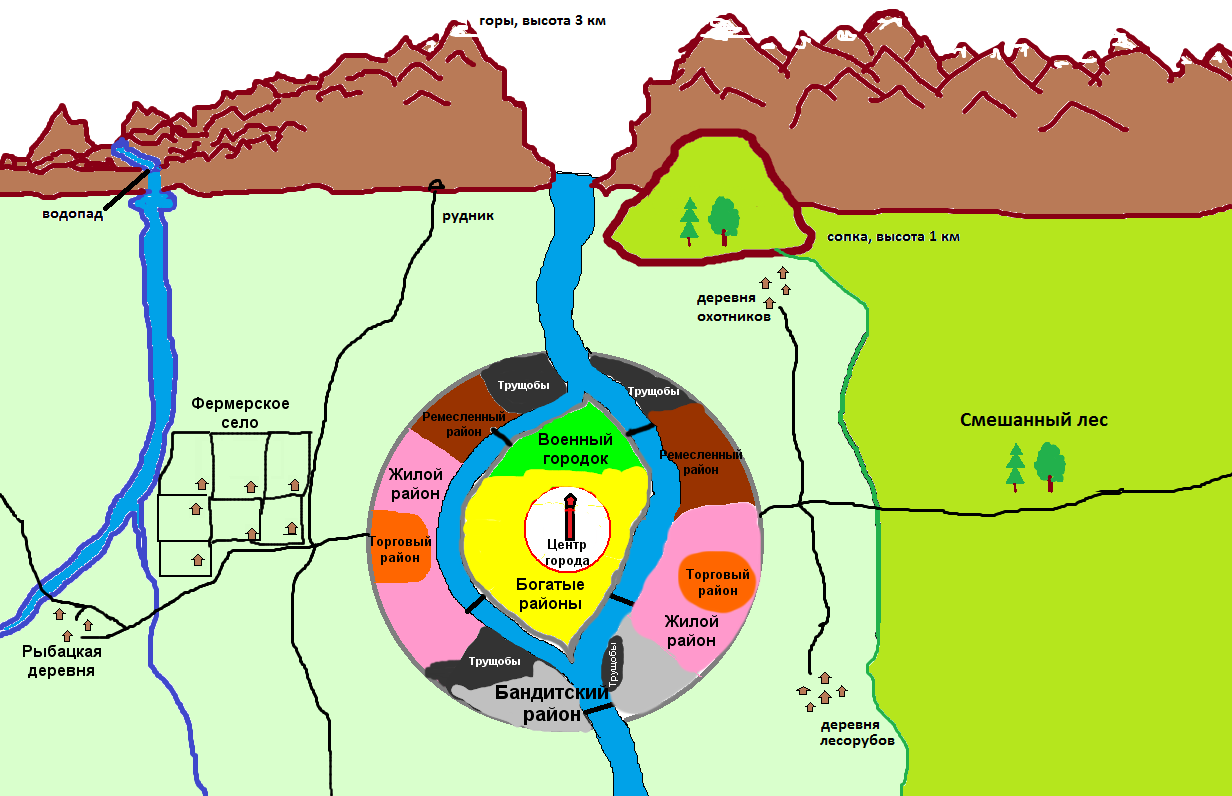 горы, высота 3 км
водопад
рудник
сопка, высота 1 км
деревня
охотников
Трущобы
Трущобы
Фермерское
село
Ремесленный
район
Военный
городок
Ремесленный
район
Смешанный лес
Жилой
район
Торговый
район
Центр
города
Богатые
районы
Торговый
район
Жилой
район
Рыбацкая
деревня
Трущобы
Трущобы
Бандитский
район
деревня
лесорубов